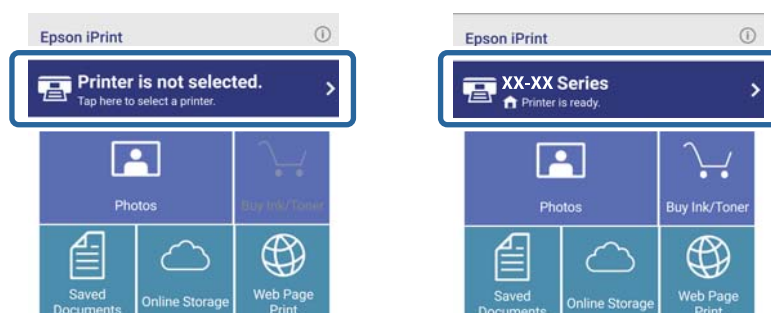 Epson iPrint
Printer is not selected.
Tap here to select a printer.
Photos
Buy Ink/Toner
Saved
Documents
Online Storage
Web Page
Print
Epson iPrint
XX-XX Series
Printer is ready.
Photos
Buy Ink/Toner
Saved
Documents
Online Storage
Web Page
Print